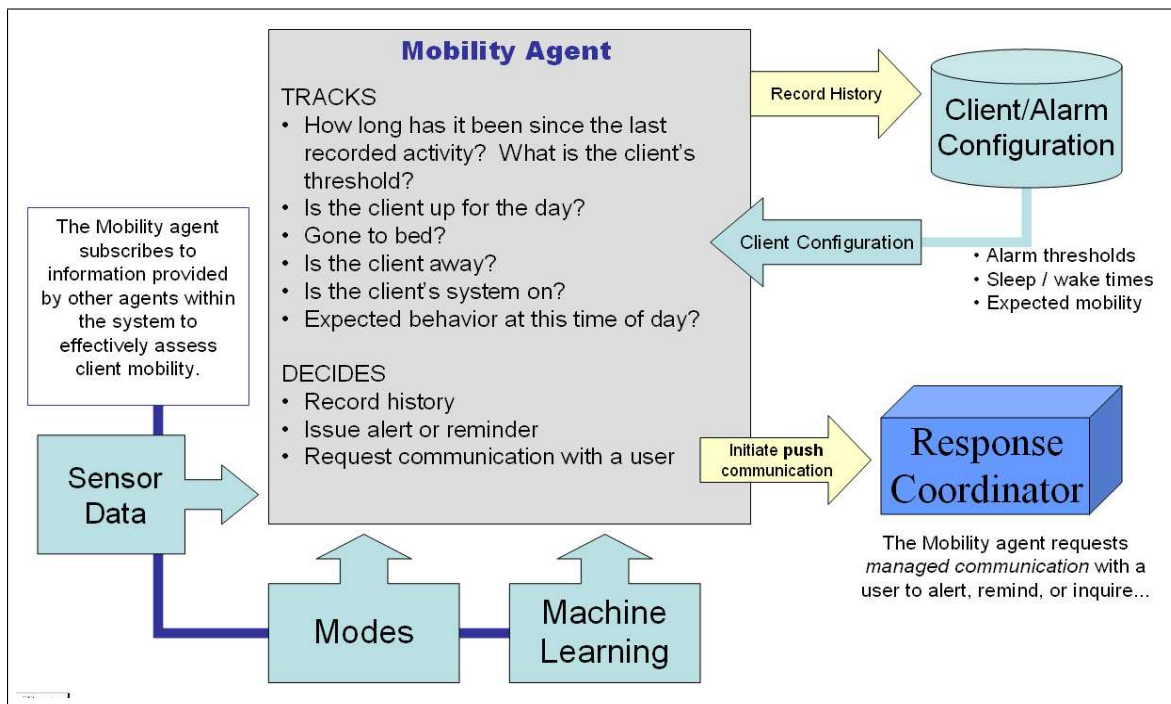 Mobility Agent
TRACKS
• How long has it been since the last
recorded activity? What is the client's
threshold?
• Is the client up for the day?
• Gone to bed?
• Is the client away?
• Is the client's system on?
• Expected behavior at this time of day?
DECIDES
• Record history
• Issue alert or reminder
• Request communication with a user
Record History
Client/Alarm
Configuration
Client Configuration
• Alarm thresholds
• Sleep / wake times
• Expected mobility
The Mobility agent
subscribes to
information provided
by other agents within
the system to
effectively assess
client mobility.
Sensor
Data
Initiate push
communication
Response
Coordinator
The Mobility agent requests
managed communication with a
user to alert, remind, or inquire...
Modes
Machine
Learning